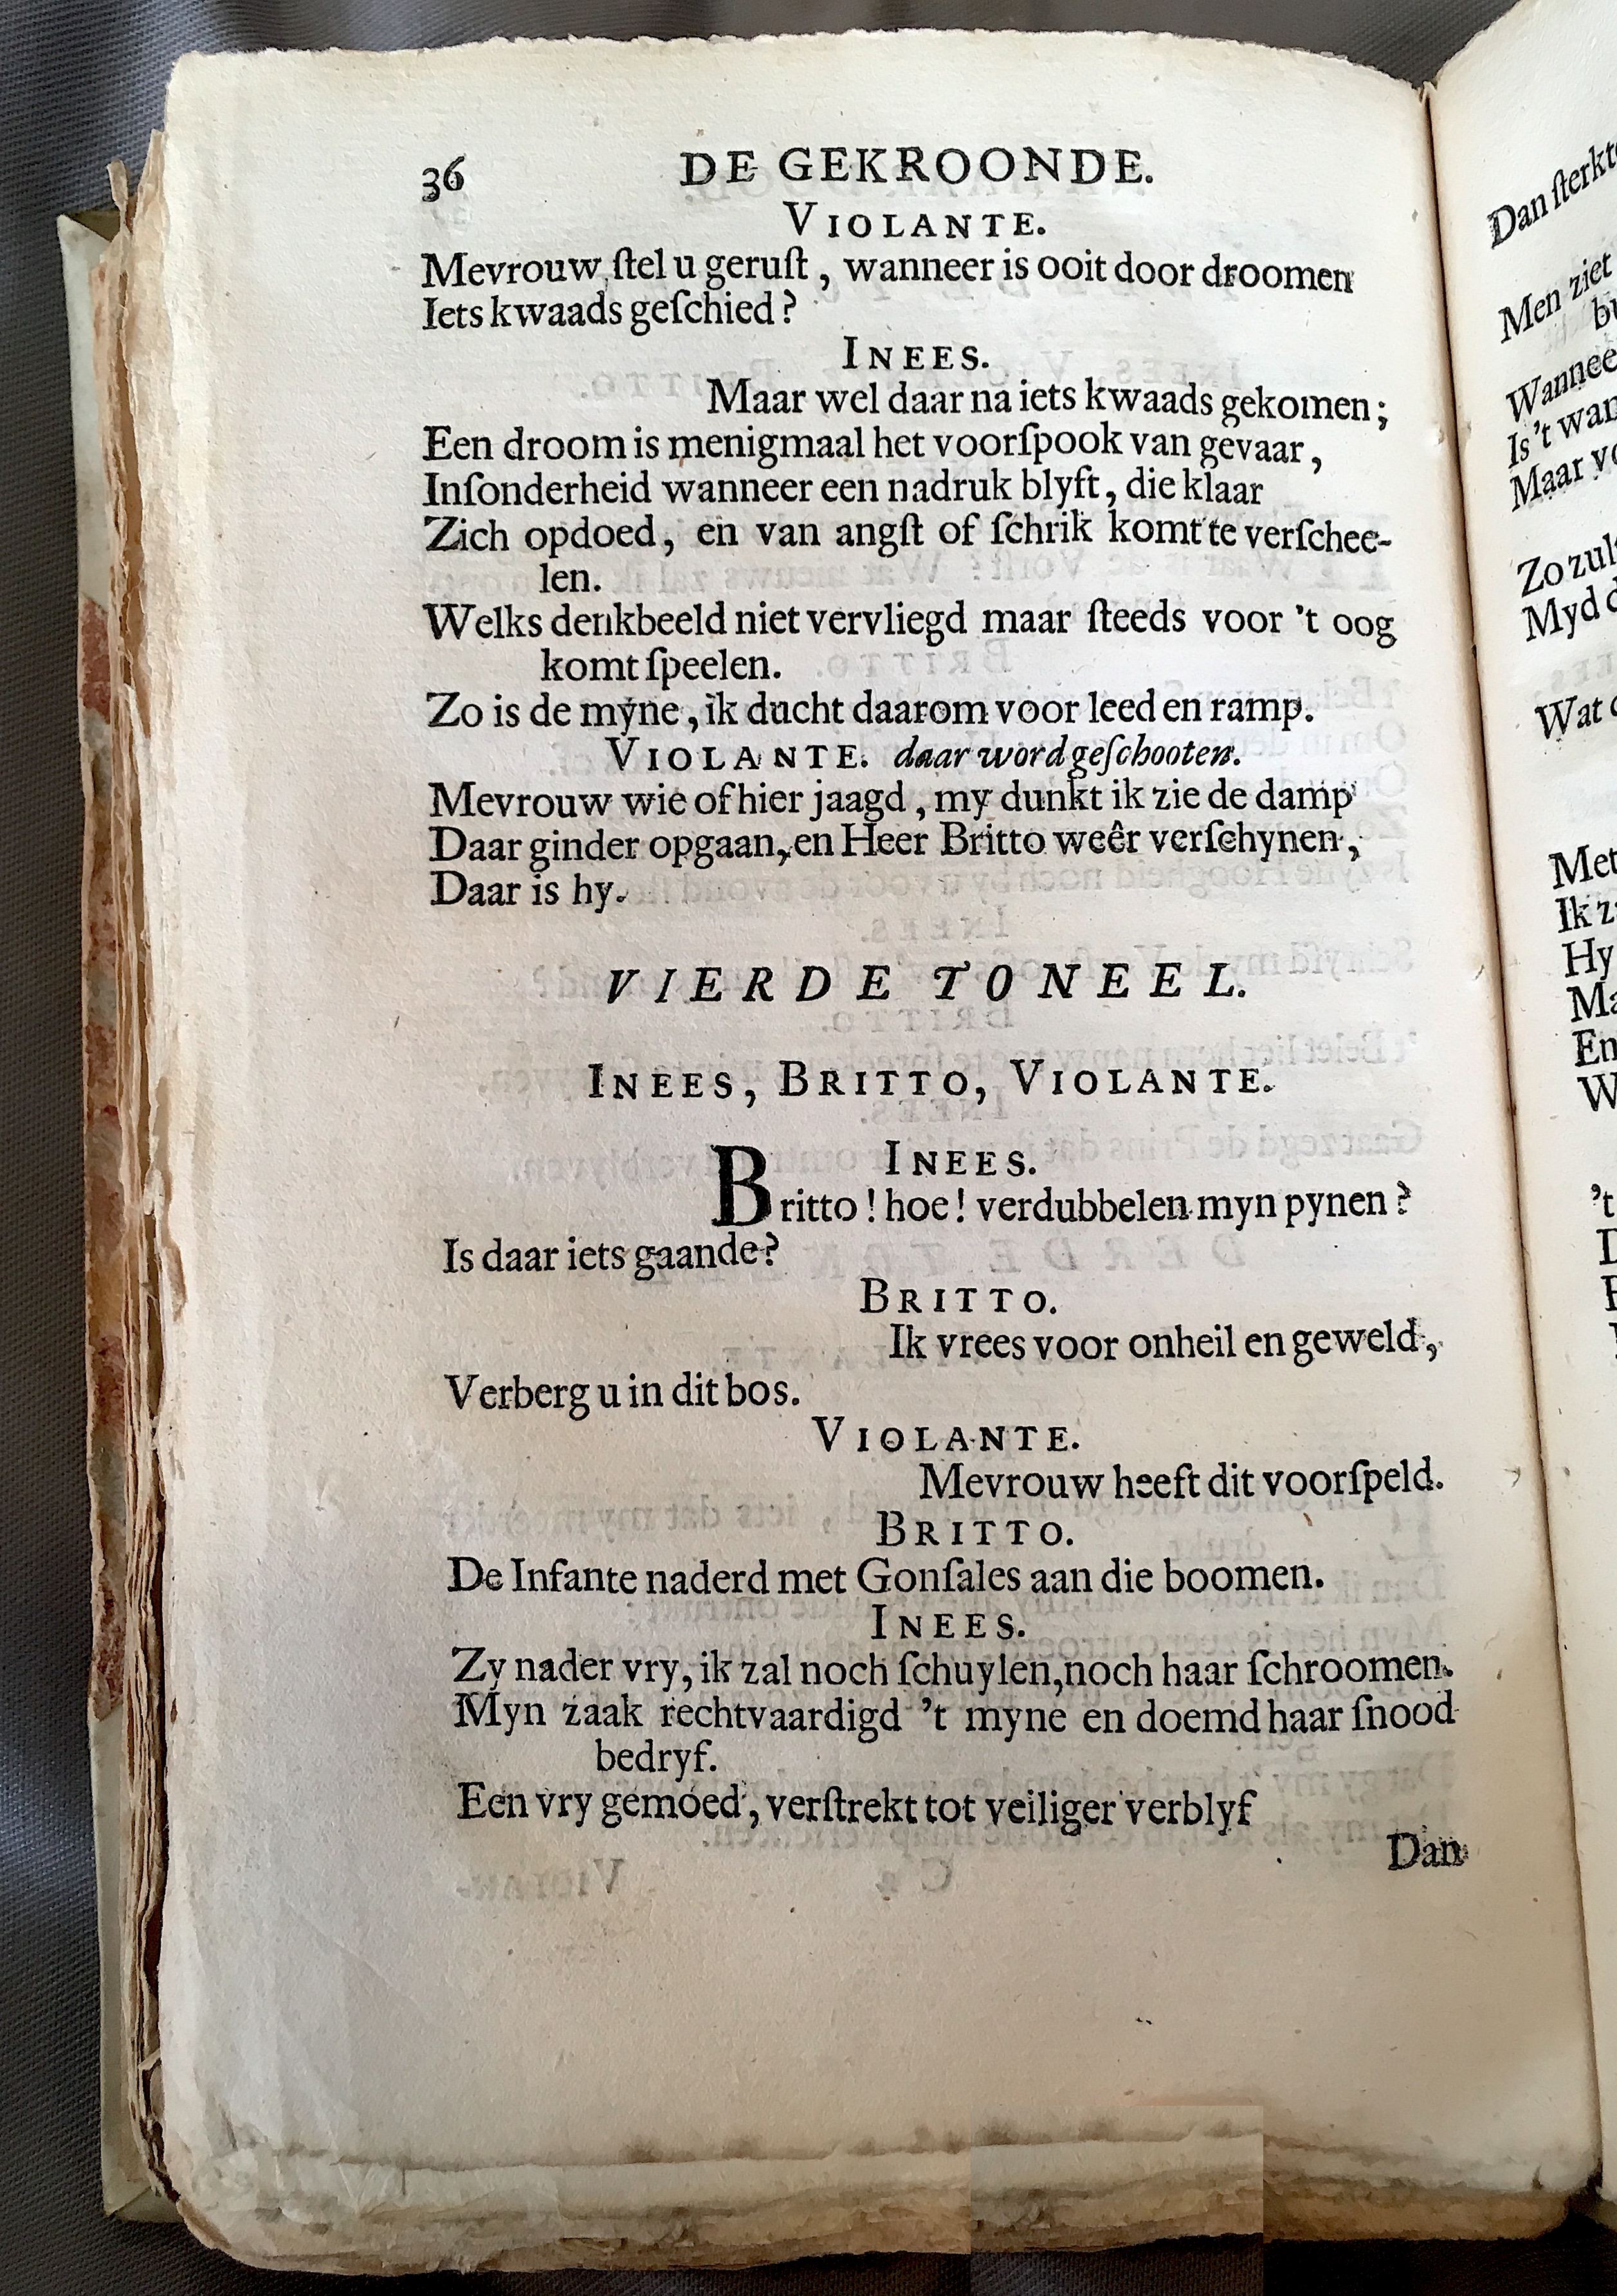 36 DE GEKROONDE.
VIOLANTE.
Mevrouw ſtel u geruſt, wanneer is ooit door droomen
Iets kwaads geſchied?
INEES.
Maar wel daar na iets kwaads gekomen;
Een droom is menigmaal het voorſpook van gevaar,
Inſonderheid wanneer een nadruk blyft, die klaar
Zich opdoed, en van angſt of ſchrik komt te verſchee-
len.
Welks denkbeeld niet vervliegd maar ſteeds voor 't oog
komt ſpeelen.
Zo is de myne, ik ducht daarom voor leed en ramp.
VIOLANTE. daar word geſchooten.
Mevrouw wie of hier jaagd, my dunkt ik zie de damp
Daar ginder opgaan, en Heer Britto weêr verſchynen,
Daar is hy.
VIERDE TONEEL.
INEES, BRITTO, VIOLANTE.
INEES.
Britto! hoe! verdubbelen myn pynen?
Is daar iets gaande?
BRITTO.
Ik vrees voor onheil en geweld,
Verberg u in dit bos.
VIOLANTE.
Mevrouw heeft dit voorſpeld.
BRITTO.
De Infante naderd met Gonſales aan die boomen.
INEES.
Zy nader vry, ik zal noch ſchuylen, noch haar ſchroomen.
Myn zaak rechtvaardigd 't myne en doemd haar ſnood
bedryf.
Een vry gemoed, verſtrekt tot veiliger verblyf
Dan
Dan ſterkt
Men ziet
Wannee
Is 't wan
Maar vo
Zo zul
Myd d
Wat
Met
Ik z
Hy
Ma
En
W
't